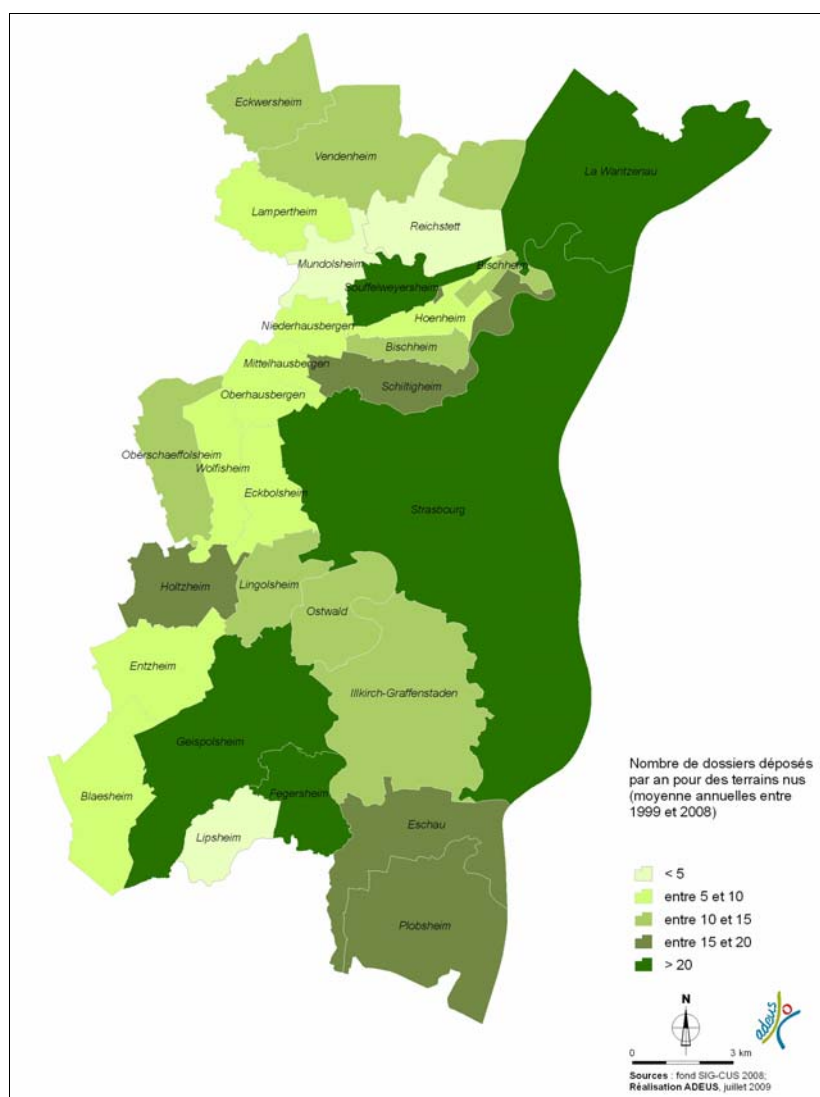 Eckwersheim
Vendenheim
La Wantzenau
Lampertheim
Reichstett
Mundolsheim
Bischheim
Souffelweyersheim
Hoenheim
Niederhausbergen
Bischheim
Mittelhausbergen
Schiltigheim
Oberhausbergen
Oberschaeffolsheim
Wolfisheim
Eckbolsheim
Strasbourg
Holtzheim
Lingolsheim
Ostwald
Entzheim
Illkirch-Graffenstaden
Geispolsheim
Blaesheim
Fegersheim
Eschau
Lipsheim
Plobsheim
Nombre de dossiers déposés
par an pour des terrains nus
(moyenne annuelles entre
1999 et 2008)
< 5
entre 5 et 10
entre 10 et 15
entre 15 et 20
> 20
N
adeus
0 3 km
Sources : fond SIG-CUS 2008;
Réalisation ADEUS, juillet 2009